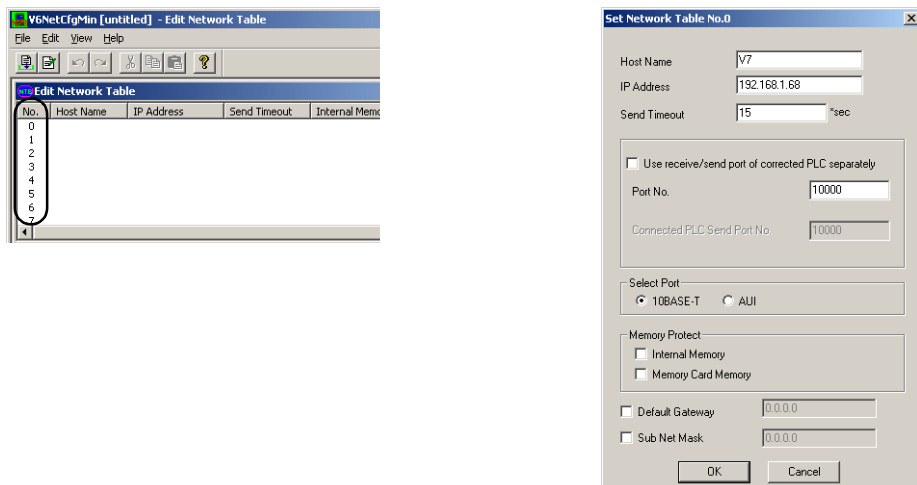 V6NetCfgMin [untitled] - Edit Network Table
File Edit View Help
NTB Edit Network Table
No. Host Name IP Address Send Timeout Internal Memo
0
1
2
3
4
5
6
7
Set Network Table No.0
Host Name V7
IP Address 192.168.1.68
Send Timeout 15 *sec
Use receive/send port of corrected PLC separately
Port No. 10000
Connected PLC Send Port No. 10000
Select Port
10BASE-T AUI
Memory Protect
Internal Memory
Memory Card Memory
Default Gateway 0.0.0.0
Sub Net Mask 0.0.0.0
OK Cancel